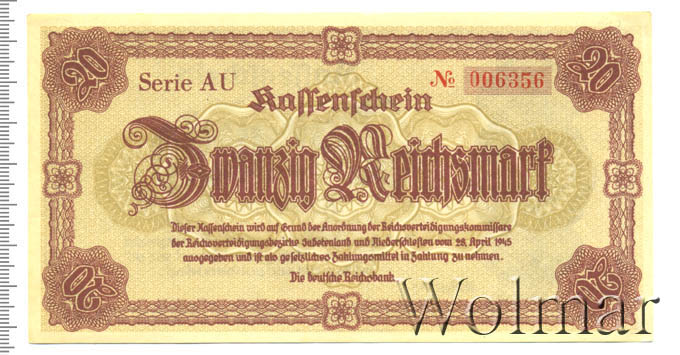 20 20
Serie AU № 006356
Kassenschein
Zwanzig Reichsmark
Dieser Kassenschein wird auf Grund der Anordnung der Reichsverteidigungskommissare
der Reichsverteidigungsbezirke Sudetenland und Niederschlesien vom 28. April 1945
ausgegeben und ist als gesetzliches Zahlungsmittel in Zahlung zu nehmen.
Die deutsche Reichsbank
20 20
Wolmar